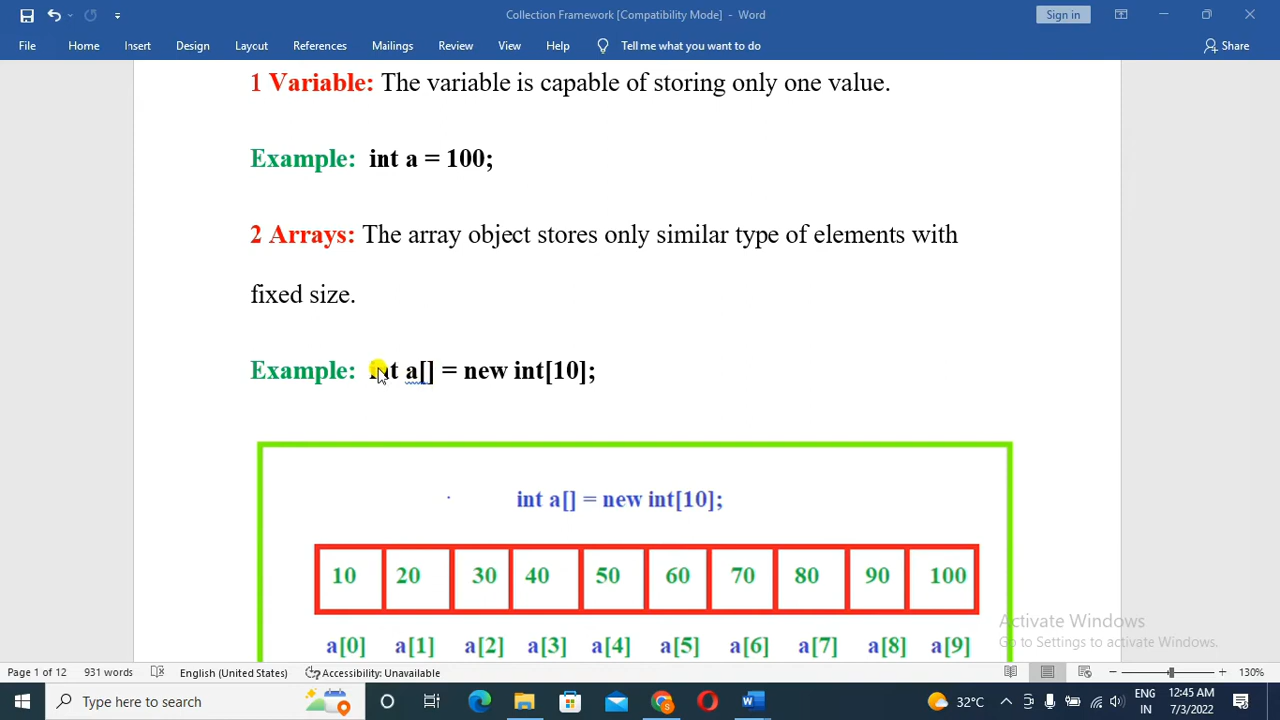 Collection Framework [Compatibility Mode] - Word
Sign in
File Home Insert Design Layout References Mailings Review View Help Tell me what you want to do Share
1 Variable: The variable is capable of storing only one value.
Example: int a = 100;
2 Arrays: The array object stores only similar type of elements with
fixed size.
Example: int a[] = new int[10];
int a[] = new int[10];
10 20 30 40 50 60 70 80 90 100
a[0] a[1] a[2] a[3] a[4] a[5] a[6] a[7] a[8] a[9]
Activate Windows
Go to Settings to activate Windows.
Page 1 of 12 931 words English (United States) Accessibility: Unavailable 130%
Type here to search 32°C ENG IN 12:45 AM 7/3/2022